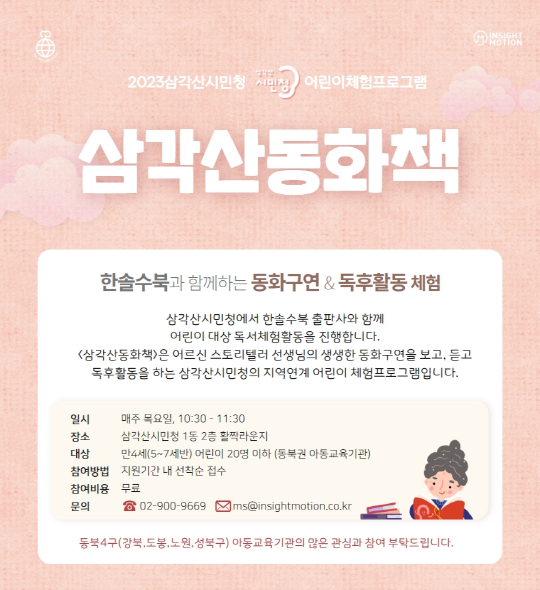 INSIGHT
MOTION
2023삼각산시민청 삼각산 시민청 어린이체험프로그램
삼각산동화책
한솔수북과 함께하는 동화구연 & 독후활동 체험
삼각산시민청에서 한솔수북 출판사와 함께
어린이 대상 독서체험활동을 진행합니다.
<삼각산동화책>은 어르신 스토리텔러 선생님의 생생한 동화구연을 보고, 듣고
독후활동을 하는 삼각산시민청의 지역연계 어린이 체험프로그램입니다.
일시 매주 목요일, 10:30 - 11:30
장소 삼각산시민청 1동 2층 활짝라운지
대상 만4세(5~7세반) 어린이 20명 이하 (동북권 아동교육기관)
참여방법 지원기간 내 선착순 접수
참여비용 무료
문의 02-900-9669 ms@insightmotion.co.kr
동북4구(강북,도봉,노원,성북구) 아동교육기관의 많은 관심과 참여 부탁드립니다.